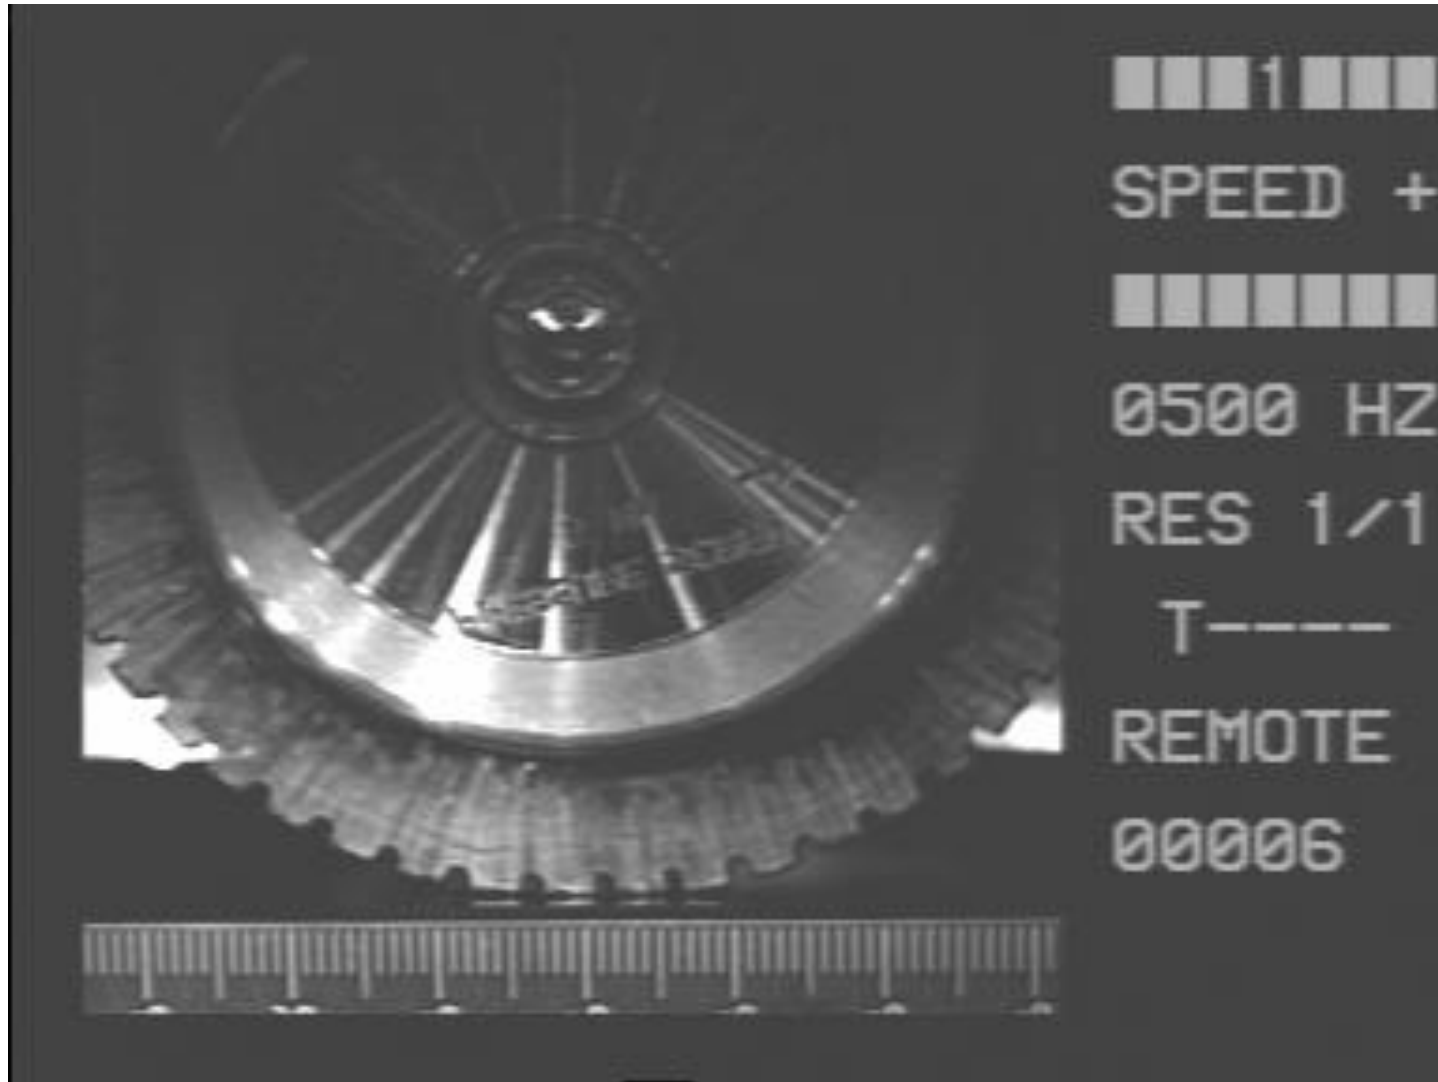 1
SPEED +
0500 HZ
RES 1/1
T----
REMOTE
00006